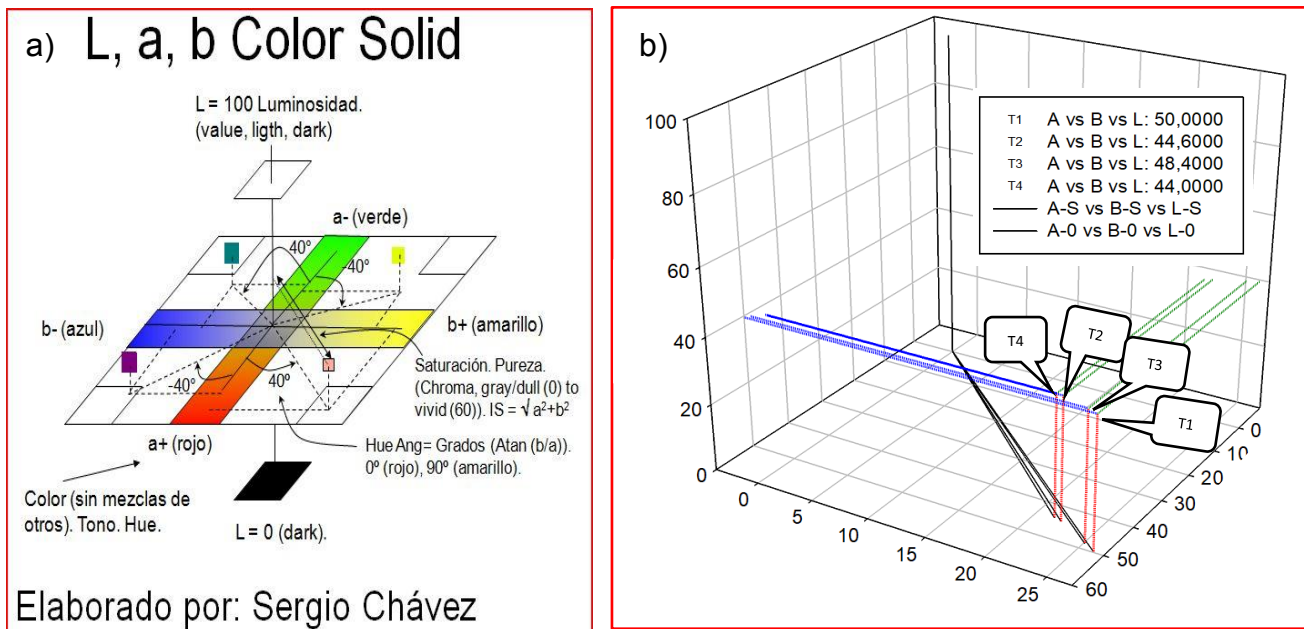 a) L, a, b Color Solid
L = 100 Luminosidad.
(value, ligth, dark)
a- (verde)
40º
-40º
b- (azul)
b+ (amarillo)
Saturación. Pureza.
(Chroma, gray/dull (0) to
vivid (60)). IS = √ a²+b²
-40º
40º
a+ (rojo)
Hue Ang= Grados (Atan (b/a)).
0º (rojo), 90º (amarillo).
Color (sin mezclas de
otros). Tono. Hue.
L = 0 (dark).
Elaborado por: Sergio Chávez
b)
T1 A vs B vs L: 50,0000
T2 A vs B vs L: 44,6000
T3 A vs B vs L: 48,4000
T4 A vs B vs L: 44,0000
A-S vs B-S vs L-S
A-0 vs B-0 vs L-0
100
80
60
40
20
0
T4
T2
T3
T1
0
5
10
15
20
25
0
10
20
30
40
50
60